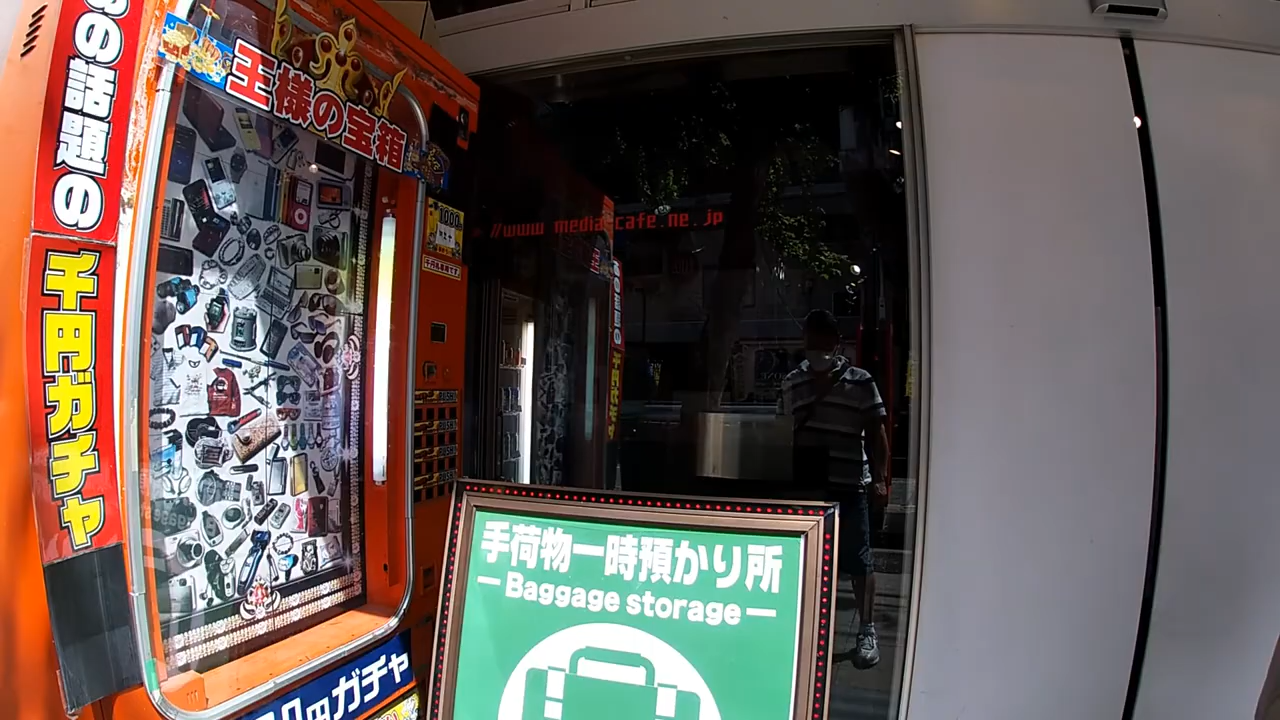 の話題の
千円ガチャ
王様の宝箱
1000
//www media-cafe.ne.jp
手荷物一時預かり所
Baggage storage
円ガチャ